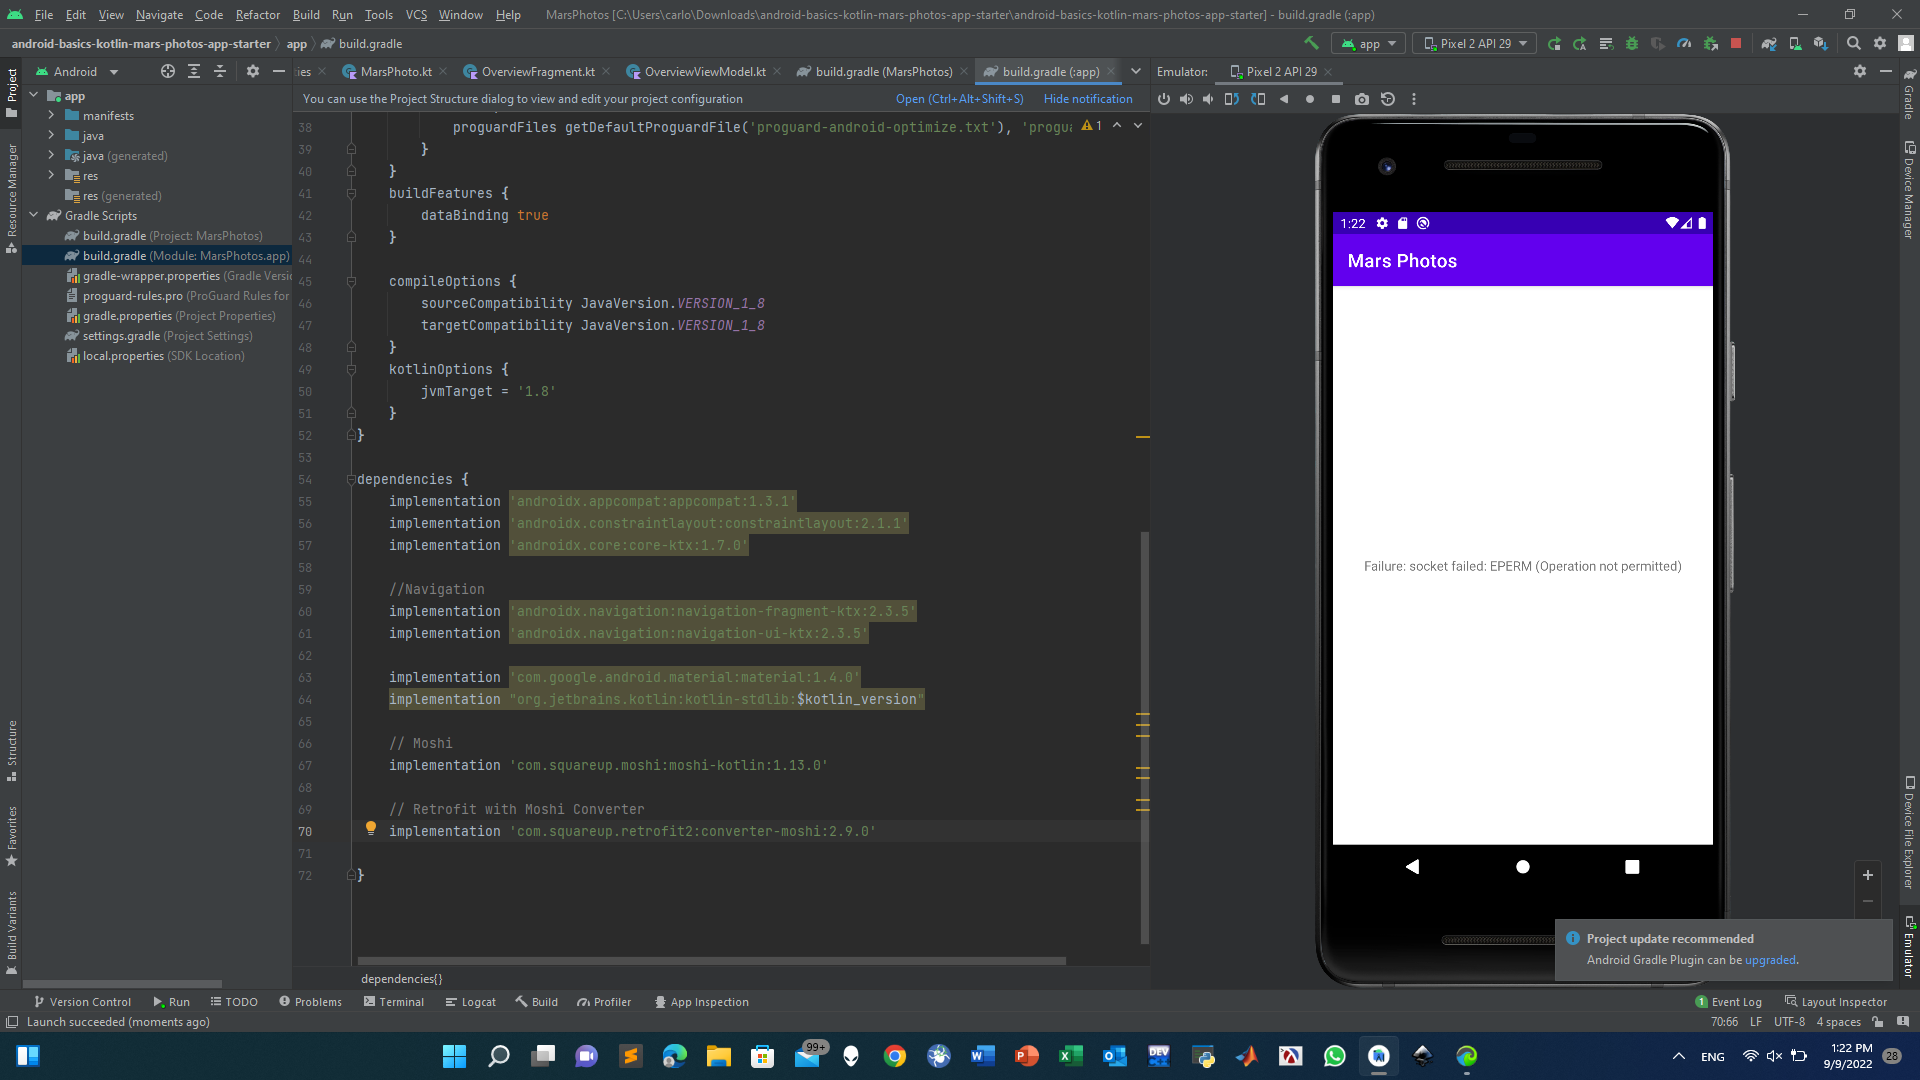 File Edit View Navigate Code Refactor Build Run Tools VCS Window Help MarsPhotos [C:\Users\carlo\Downloads\android-basics-kotlin-mars-photos-app-starter\android-basics-kotlin-mars-photos-app-starter] - build.gradle (:app)
android-basics-kotlin-mars-photos-app-starter app build.gradle
app Pixel 2 API 29
Project
Android
ties MarsPhoto.kt OverviewFragment.kt OverviewViewModel.kt build.gradle (MarsPhotos) build.gradle (:app)
Emulator: Pixel 2 API 29
You can use the Project Structure dialog to view and edit your project configuration Open (Ctrl+Alt+Shift+S) Hide notification
app
manifests
java
java (generated)
res
res (generated)
Gradle Scripts
build.gradle (Project: MarsPhotos)
build.gradle (Module: MarsPhotos.app)
gradle-wrapper.properties (Gradle Versi
proguard-rules.pro (ProGuard Rules for
gradle.properties (Project Properties)
settings.gradle (Project Settings)
local.properties (SDK Location)
Resource Manager
Structure
Favorites
Build Variants
38 proguardFiles getDefaultProguardFile('proguard-android-optimize.txt'), 'progua 1
39 }
40 }
41 buildFeatures {
42 dataBinding true
43 }
44
45 compileOptions {
46 sourceCompatibility JavaVersion.VERSION_1_8
47 targetCompatibility JavaVersion.VERSION_1_8
48 }
49 kotlinOptions {
50 jvmTarget = '1.8'
51 }
52 }
53
54 dependencies {
55 implementation 'androidx.appcompat:appcompat:1.3.1'
56 implementation 'androidx.constraintlayout:constraintlayout:2.1.1'
57 implementation 'androidx.core:core-ktx:1.7.0'
58
59 //Navigation
60 implementation 'androidx.navigation:navigation-fragment-ktx:2.3.5'
61 implementation 'androidx.navigation:navigation-ui-ktx:2.3.5'
62
63 implementation 'com.google.android.material:material:1.4.0'
64 implementation "org.jetbrains.kotlin:kotlin-stdlib:$kotlin_version"
65
66 // Moshi
67 implementation 'com.squareup.moshi:moshi-kotlin:1.13.0'
68
69 // Retrofit with Moshi Converter
70 implementation 'com.squareup.retrofit2:converter-moshi:2.9.0'
71
72 }
dependencies{}
1:22
Mars Photos
Failure: socket failed: EPERM (Operation not permitted)
Gradle
Device Manager
Device File Explorer
Emulator
Project update recommended
Android Gradle Plugin can be upgraded.
Version Control Run TODO Problems Terminal Logcat Build Profiler App Inspection 1 Event Log Layout Inspector
Launch succeeded (moments ago) 70:66 LF UTF-8 4 spaces
99+
DEV
ENG
1:22 PM
9/9/2022
28